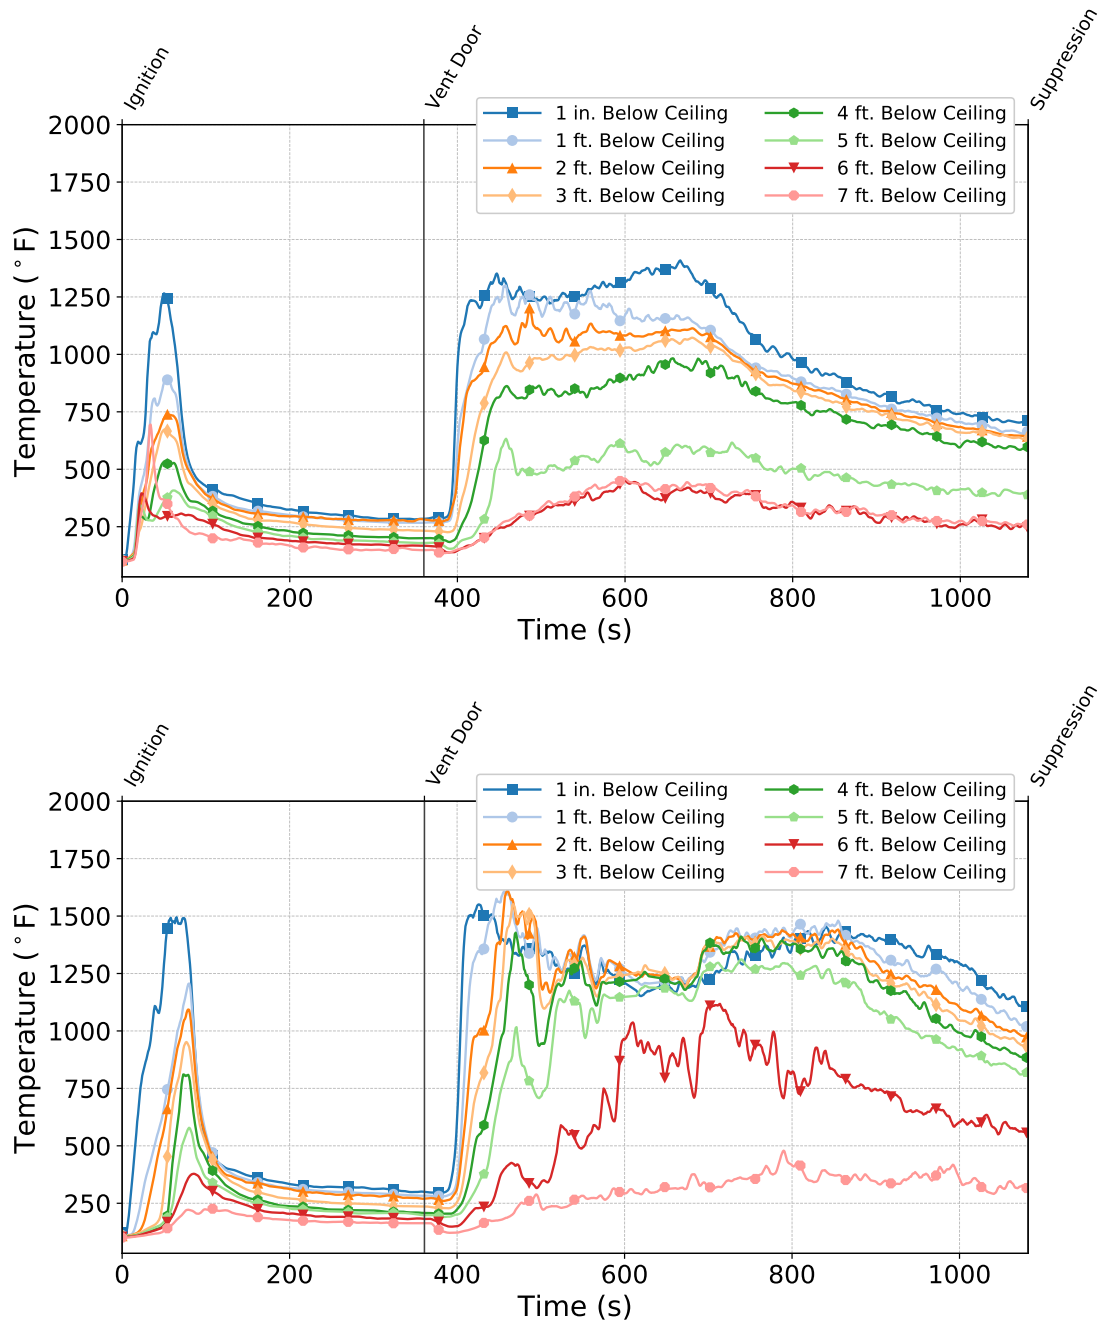 Ignition
Vent Door
Suppression
1 in. Below Ceiling
1 ft. Below Ceiling
2 ft. Below Ceiling
3 ft. Below Ceiling
4 ft. Below Ceiling
5 ft. Below Ceiling
6 ft. Below Ceiling
7 ft. Below Ceiling
2000
1750
1500
1250
1000
750
500
250
Temperature (°F)
0
200
400
600
800
1000
Time (s)
Ignition
Vent Door
Suppression
1 in. Below Ceiling
1 ft. Below Ceiling
2 ft. Below Ceiling
3 ft. Below Ceiling
4 ft. Below Ceiling
5 ft. Below Ceiling
6 ft. Below Ceiling
7 ft. Below Ceiling
2000
1750
1500
1250
1000
750
500
250
Temperature (°F)
0
200
400
600
800
1000
Time (s)